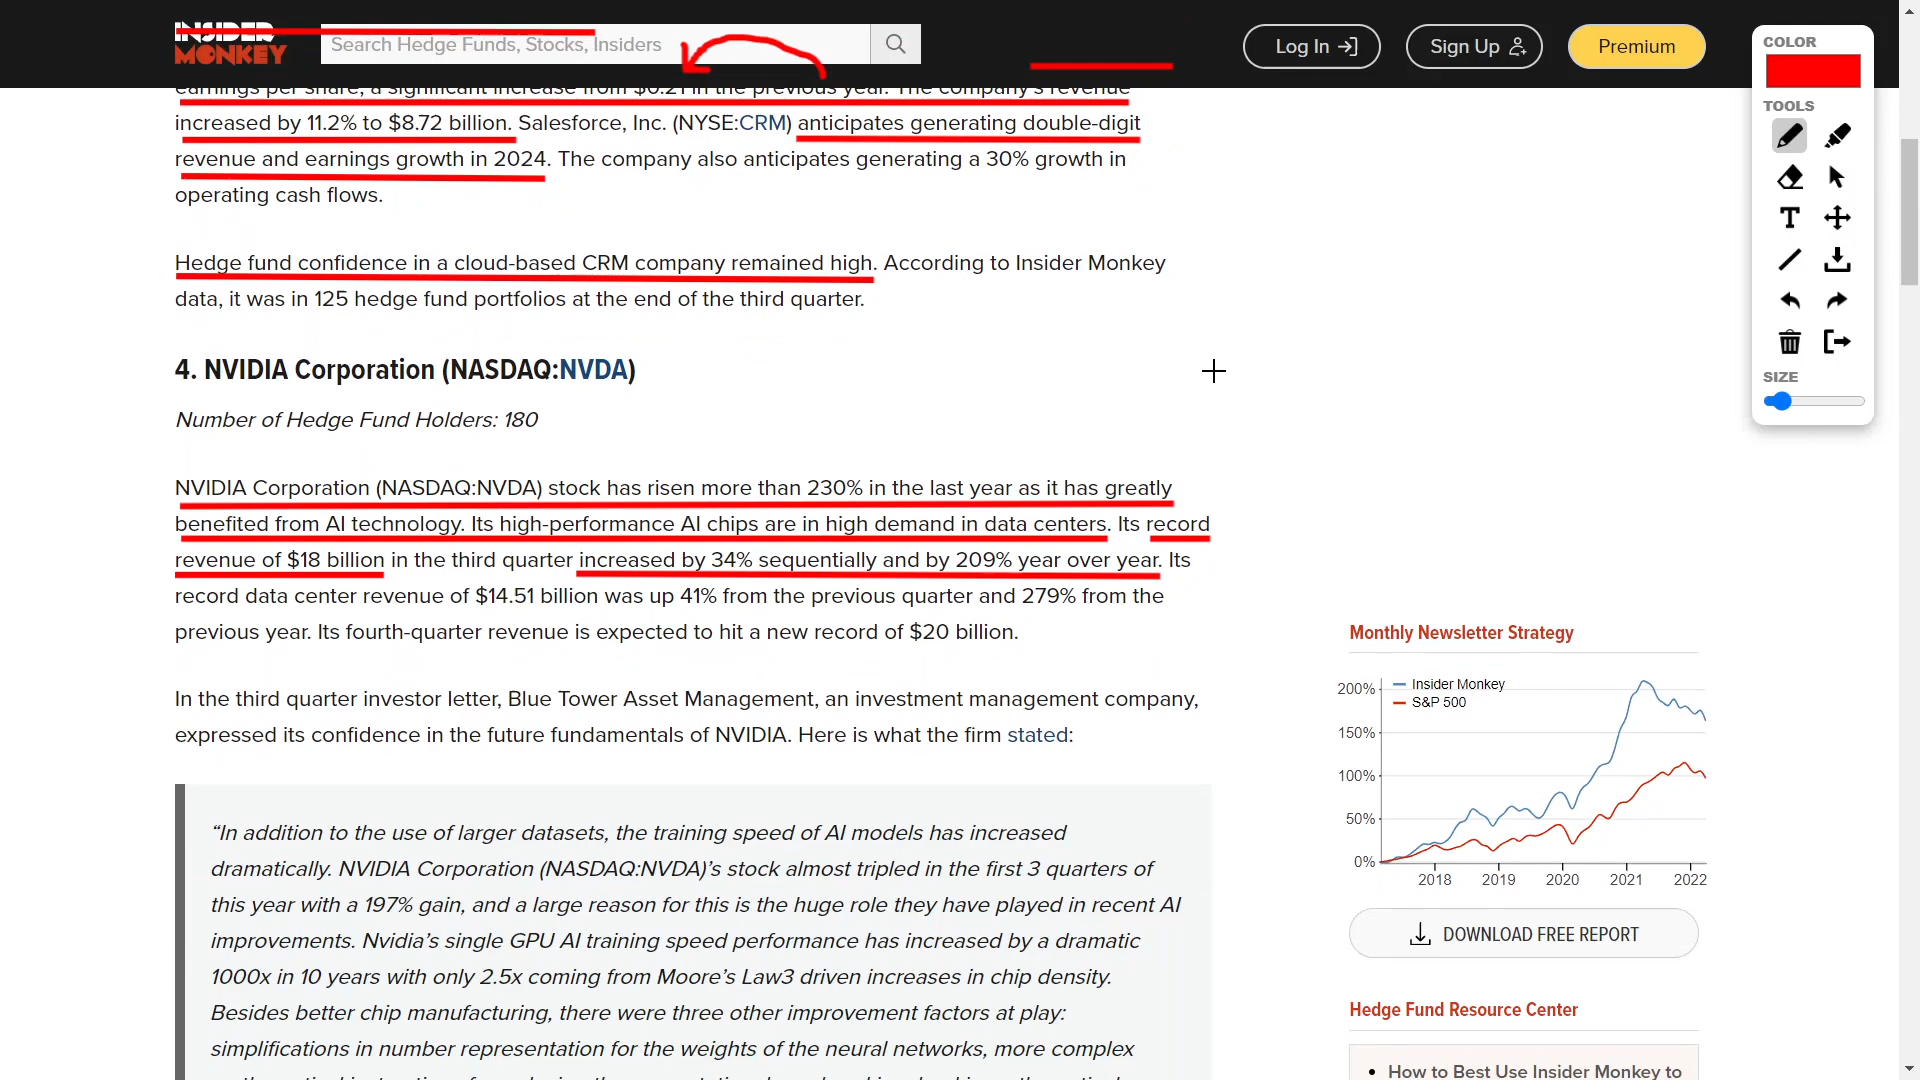 INSIDER
MONKEY
Search Hedge Funds, Stocks, Insiders
Log In
Sign Up
Premium
COLOR
TOOLS
SIZE
earnings per share, a significant increase from $0.21 in the previous year. The company's revenue
increased by 11.2% to $8.72 billion. Salesforce, Inc. (NYSE:CRM) anticipates generating double-digit
revenue and earnings growth in 2024. The company also anticipates generating a 30% growth in
operating cash flows.
Hedge fund confidence in a cloud-based CRM company remained high. According to Insider Monkey
data, it was in 125 hedge fund portfolios at the end of the third quarter.
4. NVIDIA Corporation (NASDAQ:NVDA)
Number of Hedge Fund Holders: 180
NVIDIA Corporation (NASDAQ:NVDA) stock has risen more than 230% in the last year as it has greatly
benefited from AI technology. Its high-performance AI chips are in high demand in data centers. Its record
revenue of $18 billion in the third quarter increased by 34% sequentially and by 209% year over year. Its
record data center revenue of $14.51 billion was up 41% from the previous quarter and 279% from the
previous year. Its fourth-quarter revenue is expected to hit a new record of $20 billion.
In the third quarter investor letter, Blue Tower Asset Management, an investment management company,
expressed its confidence in the future fundamentals of NVIDIA. Here is what the firm stated:
“In addition to the use of larger datasets, the training speed of AI models has increased
dramatically. NVIDIA Corporation (NASDAQ:NVDA)’s stock almost tripled in the first 3 quarters of
this year with a 197% gain, and a large reason for this is the huge role they have played in recent AI
improvements. Nvidia’s single GPU AI training speed performance has increased by a dramatic
1000x in 10 years with only 2.5x coming from Moore’s Law3 driven increases in chip density.
Besides better chip manufacturing, there were three other improvement factors at play:
simplifications in number representation for the weights of the neural networks, more complex
Monthly Newsletter Strategy
Insider Monkey
S&P 500
200%
150%
100%
50%
0%
2018 2019 2020 2021 2022
DOWNLOAD FREE REPORT
Hedge Fund Resource Center
• How to Best Use Insider Monkey to